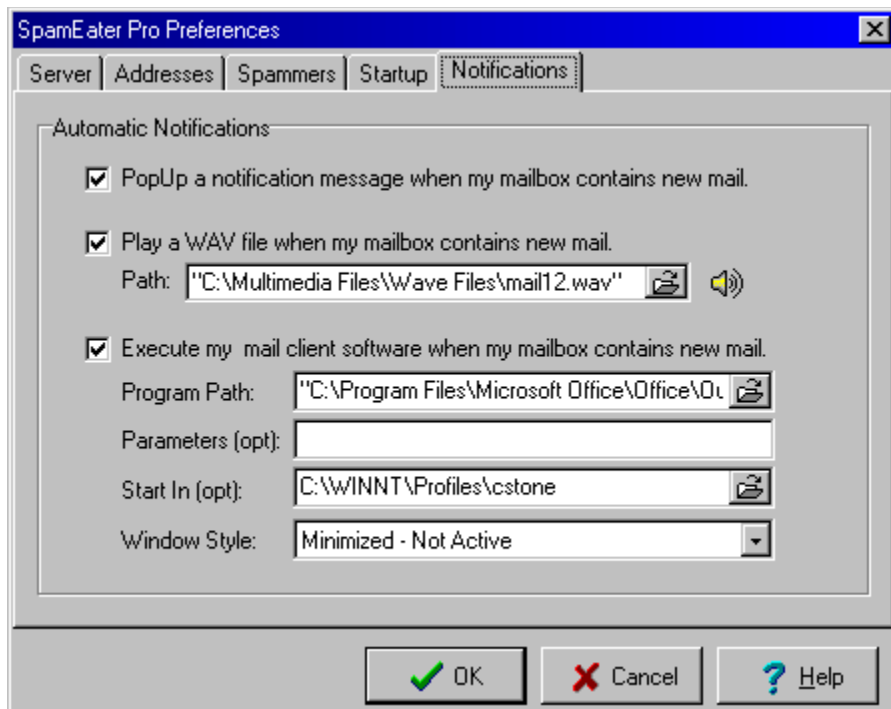 SpamEater Pro Preferences
Server Addresses Spammers Startup Notifications
Automatic Notifications
PopUp a notification message when my mailbox contains new mail.
Play a WAV file when my mailbox contains new mail.
Path: "C:\Multimedia Files\Wave Files\mail12.wav"
Execute my  mail client software when my mailbox contains new mail.
Program Path: "C:\Program Files\Microsoft Office\Office\Ou
Parameters (opt):
Start In (opt): C:\WINNT\Profiles\cstone
Window Style: Minimized - Not Active
OK Cancel Help